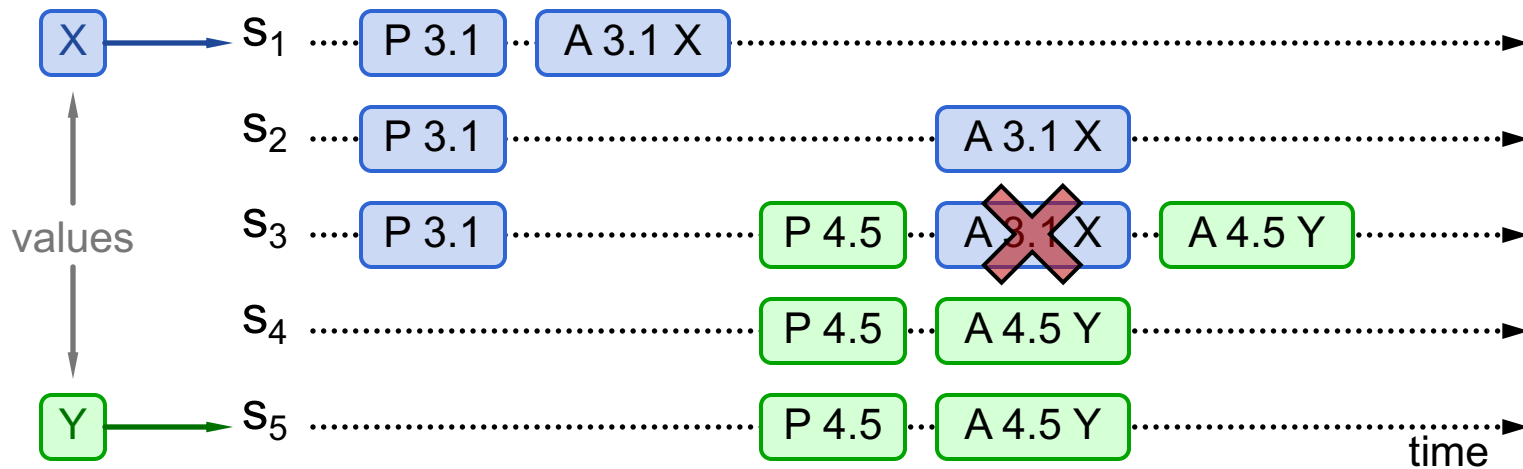 X s1 P 3.1 A 3.1 X
s2 P 3.1 A 3.1 X
values s3 P 3.1 P 4.5 A 3.1 X A 4.5 Y
s4 P 4.5 A 4.5 Y
Y s5 P 4.5 A 4.5 Y
time